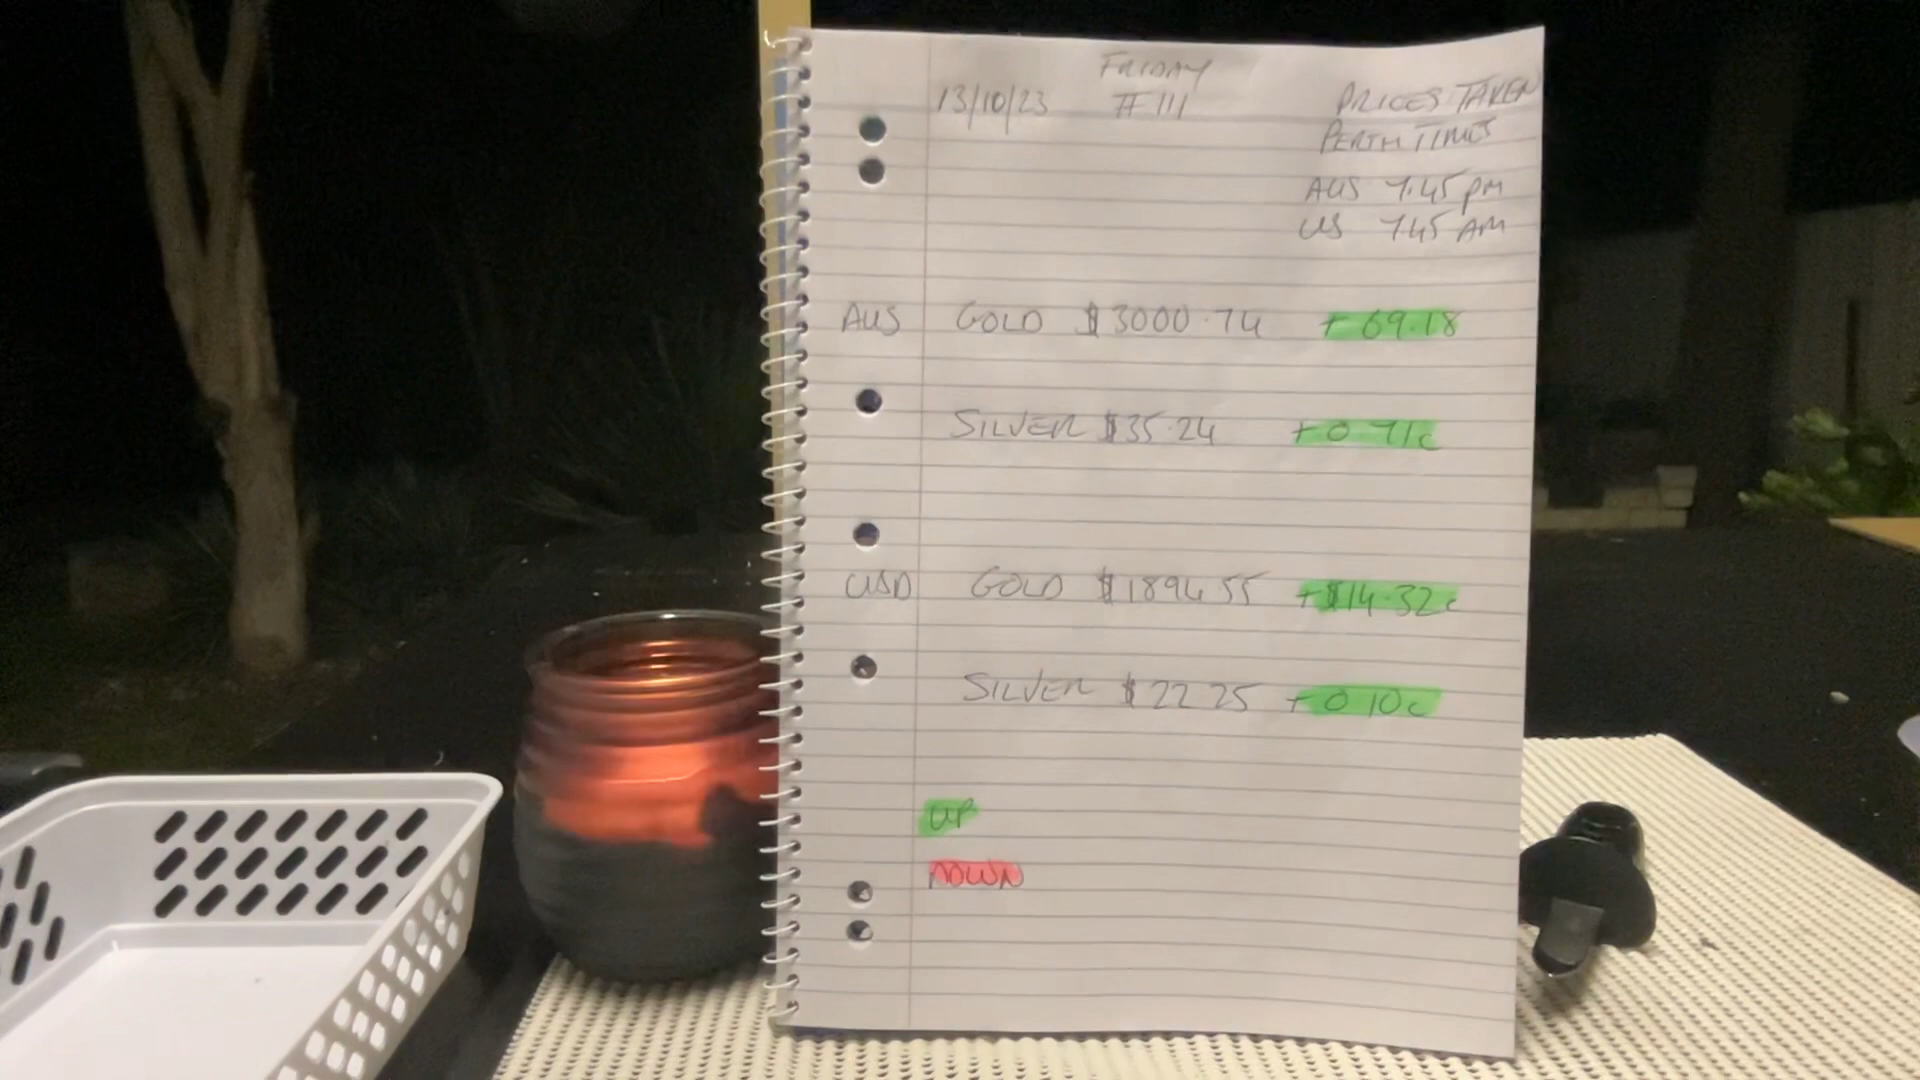 FRIDAY
13/10/23 #111 PRICES TAKEN
PERTH TIMES
AUS 7.45 pm
US 7.45 AM
AUS GOLD $3000.74 + 69.18
SILVER $35.24 + 0 71c
USD GOLD $1894.55 +$14.32c
SILVER $22 25 + 0 10c
UP
DOWN